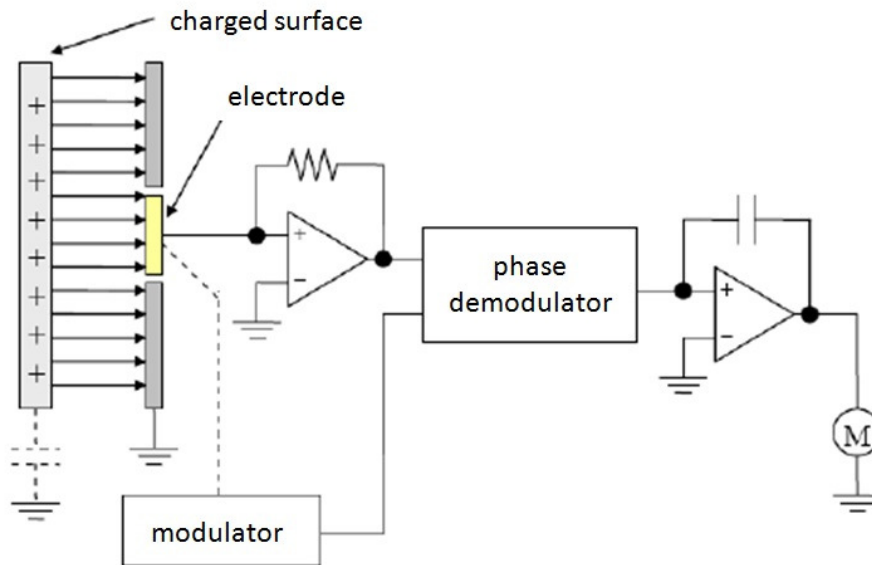 charged surface
electrode
+
+
+
+
+
+
+
+
+
−
phase
demodulator
+
−
M
modulator